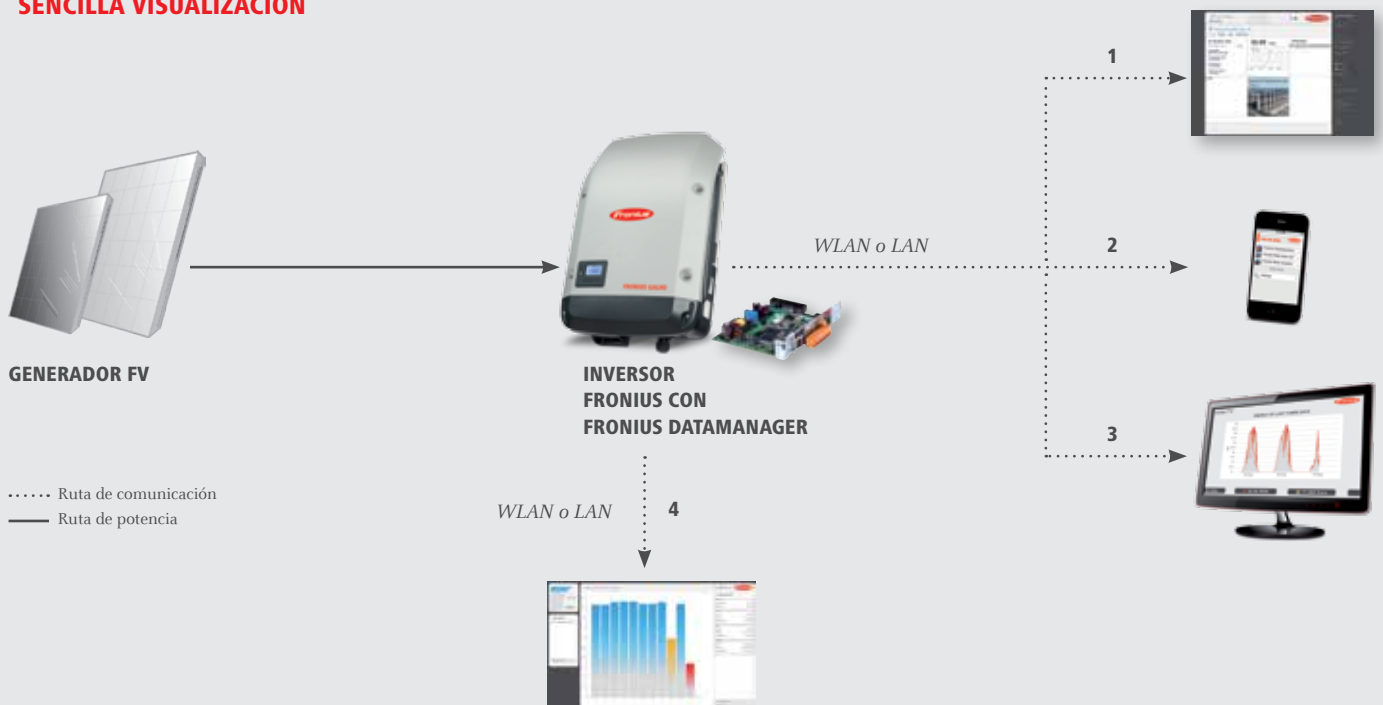 SENCILLA VISUALIZACIÓN
1
WLAN o LAN
2
Fronius
GENERADOR FV
INVERSOR
FRONIUS CON
FRONIUS DATAMANAGER
3
Ruta de comunicación
Ruta de potencia
WLAN o LAN
4